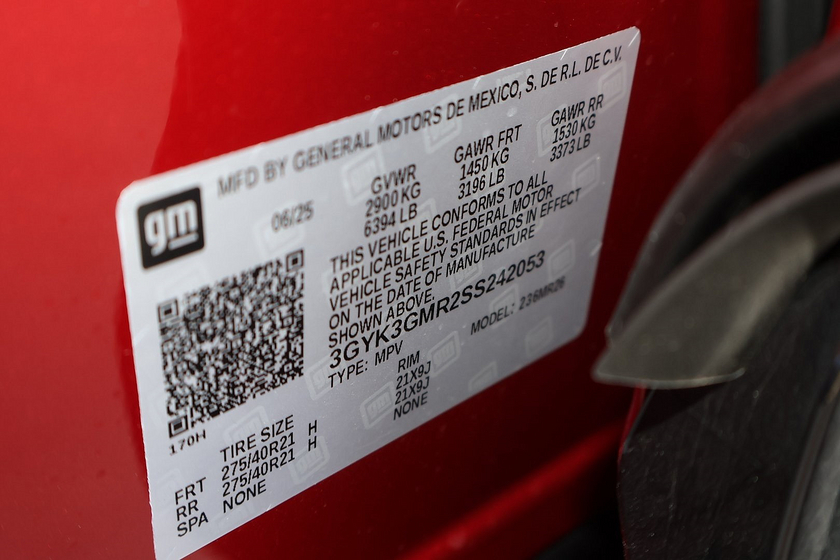 MFD BY GENERAL MOTORS DE MEXICO, S. DE R.L. DE C.V.
gm
06/25
GVWR GAWR FRT GAWR RR
2900 KG 1450 KG 1530 KG
6394 LB 3196 LB 3373 LB
THIS VEHICLE CONFORMS TO ALL
APPLICABLE U.S. FEDERAL MOTOR
VEHICLE SAFETY STANDARDS IN EFFECT
ON THE DATE OF MANUFACTURE
SHOWN ABOVE.
3GYK3GMR2SS242053
TYPE: MPV MODEL: 236MR26
170H
TIRE SIZE RIM
FRT 275/40R21 H 21X9J
RR 275/40R21 H 21X9J
SPA NONE NONE